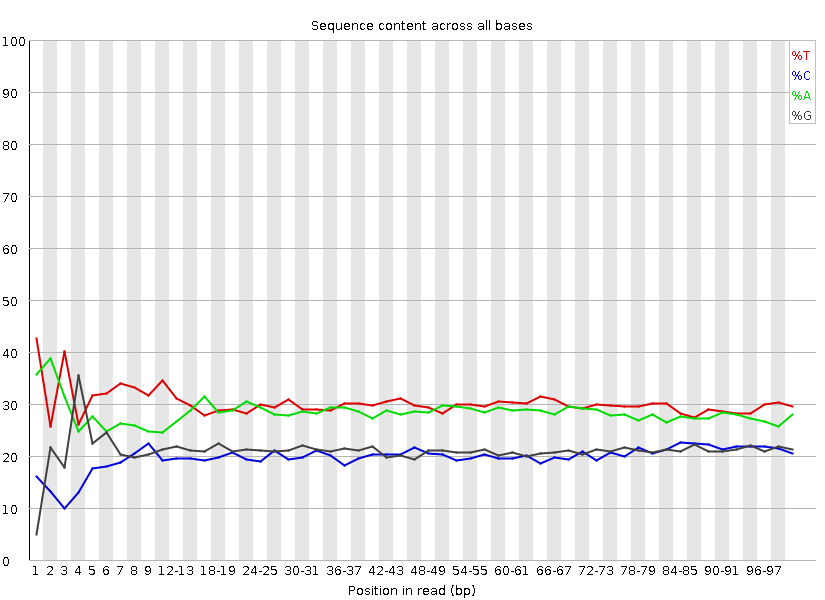 Sequence content across all bases
100
90
80
70
60
50
40
30
20
10
0
%T
%C
%A
%G
1 2 3 4 5 6 7 8 9 12-13 18-19 24-25 30-31 36-37 42-43 48-49 54-55 60-61 66-67 72-73 78-79 84-85 90-91 96-97
Position in read (bp)